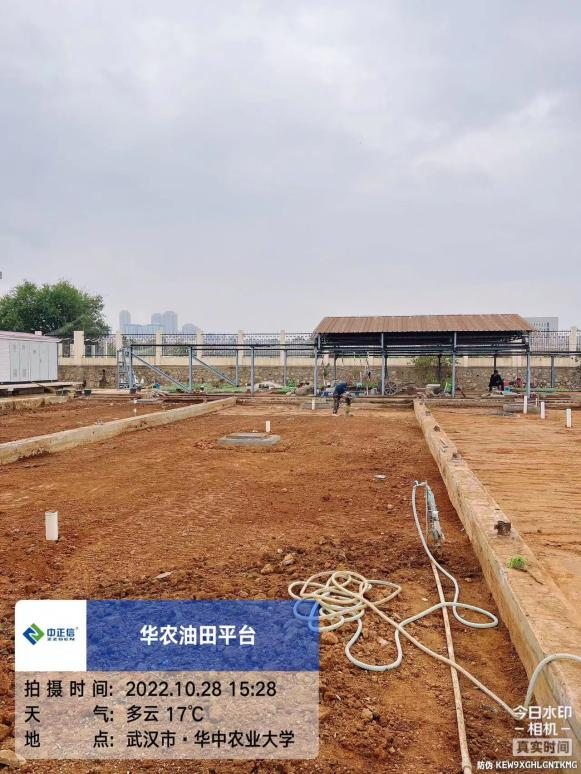 中正信
ZZSEN
华农油田平台
拍摄时间: 2022.10.28 15:28
天气: 多云 17℃
地点: 武汉市·华中农业大学
今日水印
相机
真实时间
防伪 KEW9XGHLGNTKMG